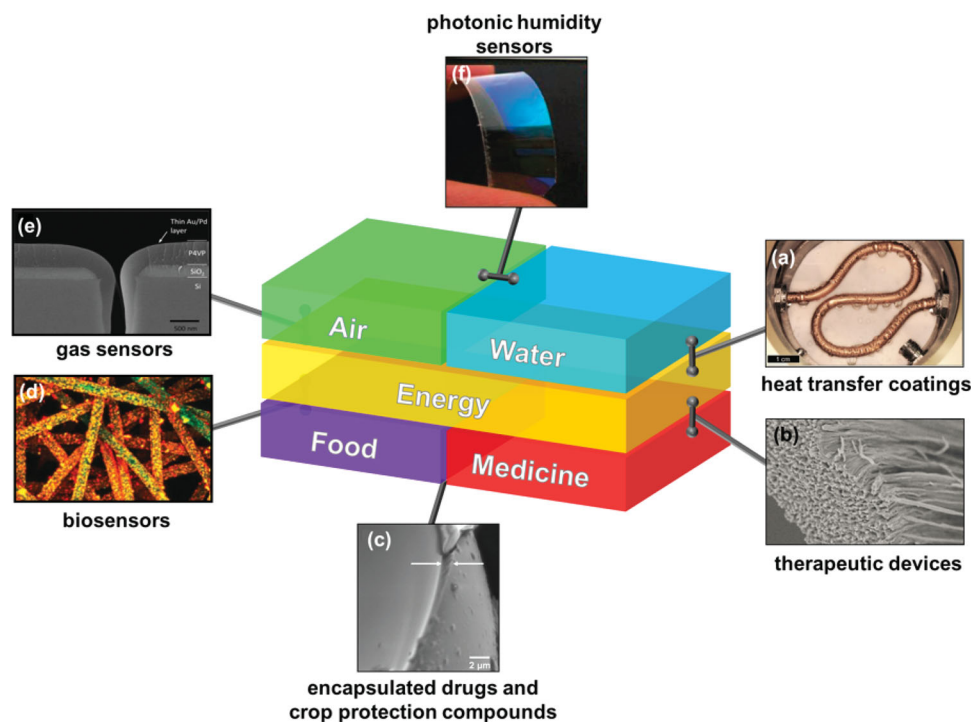 photonic humidity
sensors
(f)
(e)
Thin Au/Pd
layer
P4VP
SiO₂
Si
500 nm
gas sensors
(a)
1 cm
heat transfer coatings
Air
Water
Energy
Food
Medicine
(d)
biosensors
(b)
therapeutic devices
(c)
2 µm
encapsulated drugs and
crop protection compounds